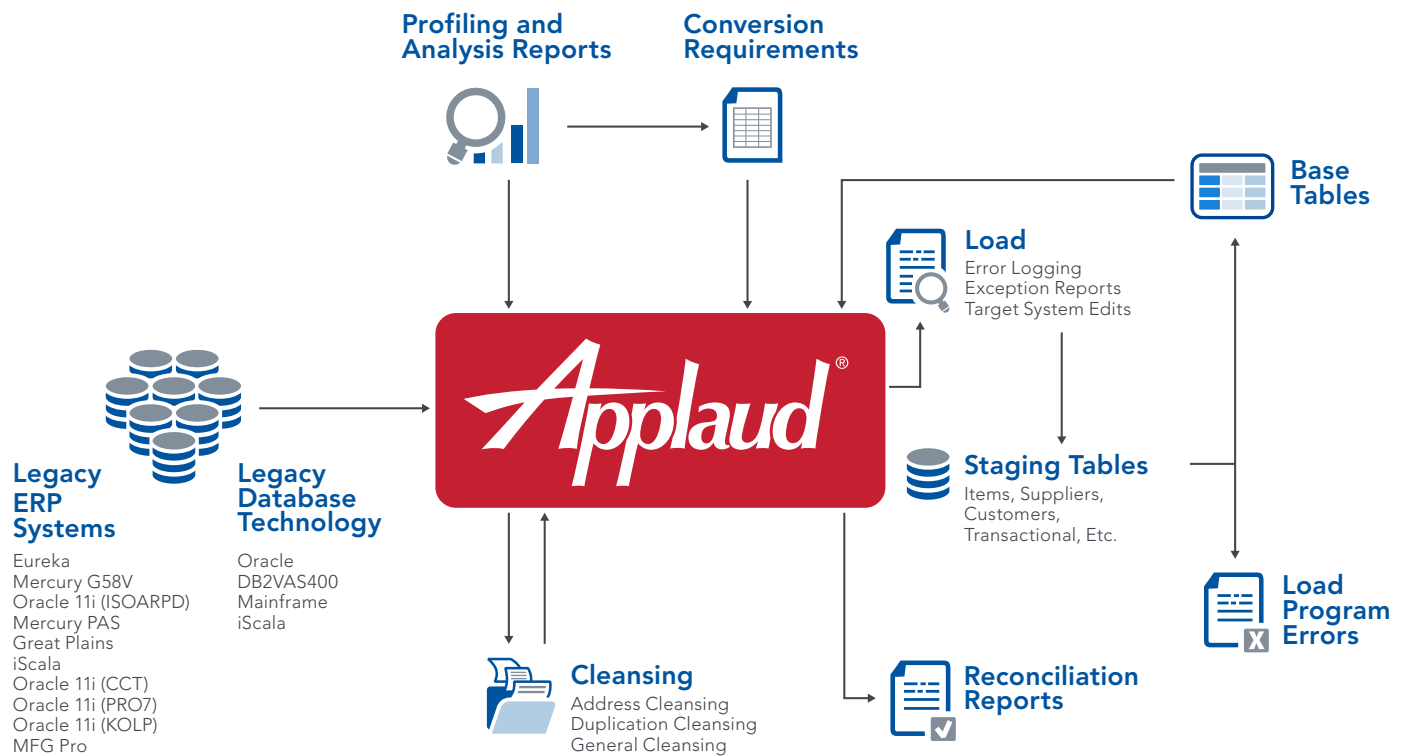 Profiling and
Analysis Reports
Conversion
Requirements
Base
Tables
Load
Error Logging
Exception Reports
Target System Edits
Applaud®
Legacy
ERP
Systems
Eureka
Mercury G58V
Oracle 11i (ISOARPD)
Mercury PAS
Great Plains
iScala
Oracle 11i (CCT)
Oracle 11i (PRO7)
Oracle 11i (KOLP)
MFG Pro
Legacy
Database
Technology
Oracle
DB2VAS400
Mainframe
iScala
Staging Tables
Items, Suppliers,
Customers,
Transactional, Etc.
Load
Program
Errors
X
Cleansing
Address Cleansing
Duplication Cleansing
General Cleansing
Reconciliation
Reports